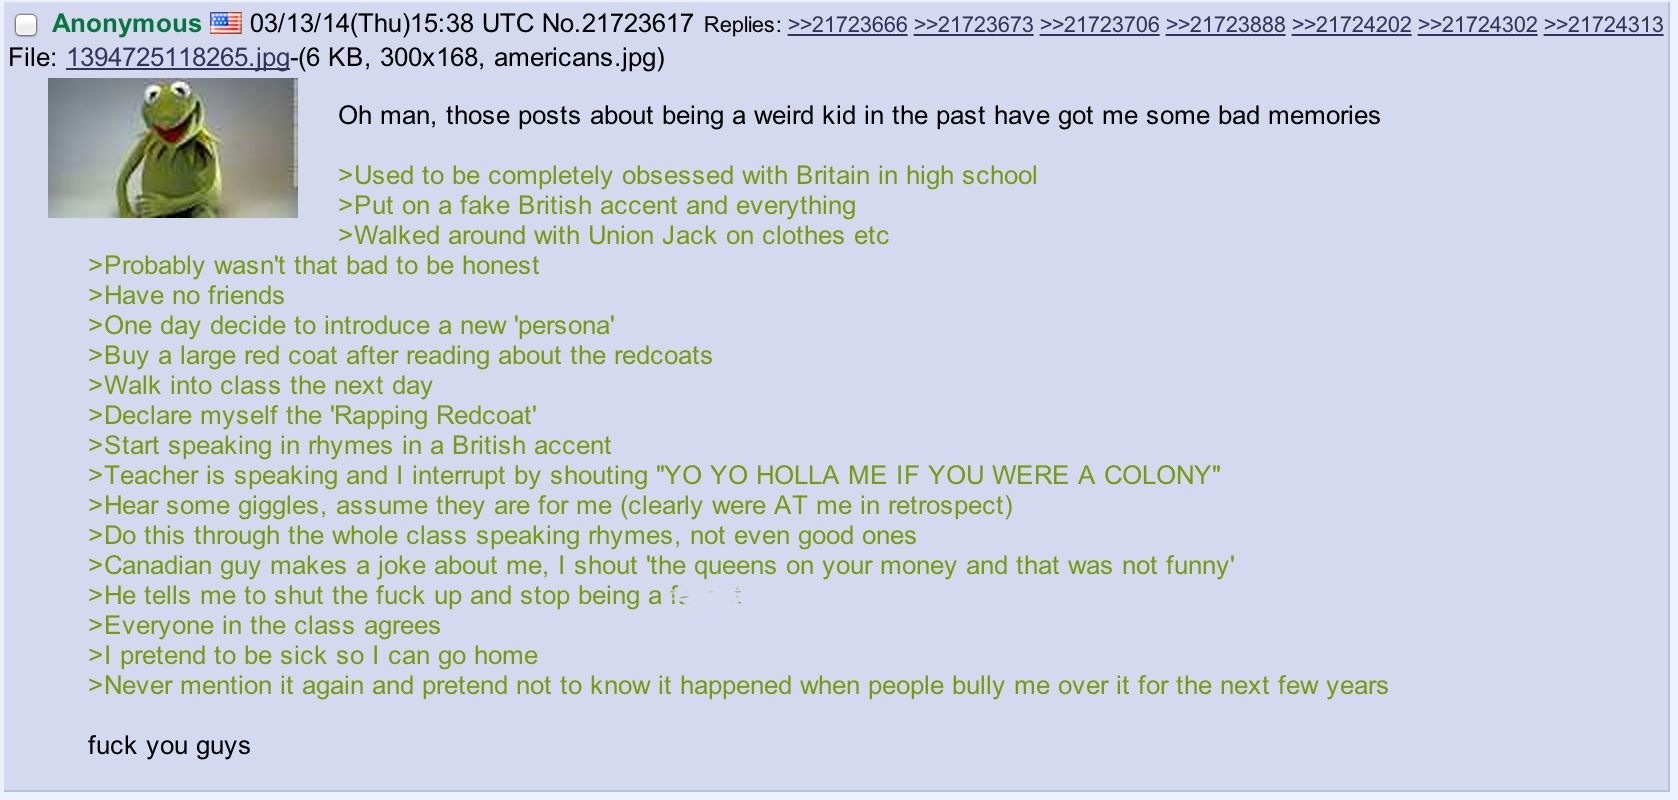 Anonymous 03/13/14(Thu)15:38 UTC No.21723617 Replies: >>21723666 >>21723673 >>21723706 >>21723888 >>21724202 >>21724302 >>21724313
File: 1394725118265.jpg-(6 KB, 300x168, americans.jpg)
Oh man, those posts about being a weird kid in the past have got me some bad memories
>Used to be completely obsessed with Britain in high school
>Put on a fake British accent and everything
>Walked around with Union Jack on clothes etc
>Probably wasn't that bad to be honest
>Have no friends
>One day decide to introduce a new 'persona'
>Buy a large red coat after reading about the redcoats
>Walk into class the next day
>Declare myself the 'Rapping Redcoat'
>Start speaking in rhymes in a British accent
>Teacher is speaking and I interrupt by shouting "YO YO HOLLA ME IF YOU WERE A COLONY"
>Hear some giggles, assume they are for me (clearly were AT me in retrospect)
>Do this through the whole class speaking rhymes, not even good ones
>Canadian guy makes a joke about me, I shout 'the queens on your money and that was not funny'
>He tells me to shut the fuck up and stop being a
>Everyone in the class agrees
>I pretend to be sick so I can go home
>Never mention it again and pretend not to know it happened when people bully me over it for the next few years
fuck you guys